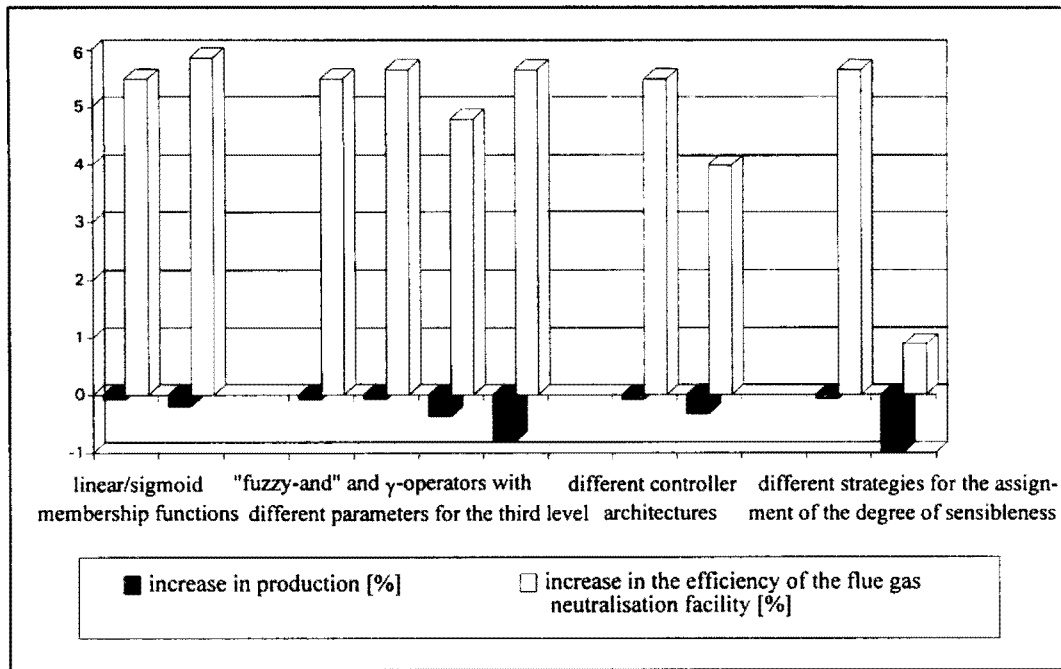 6
5
4
3
2
1
0
-1
linear/sigmoid "fuzzy-and" and γ-operators with different controller different strategies for the assign-
membership functions different parameters for the third level architectures ment of the degree of sensibleness
increase in production [%] increase in the efficiency of the flue gas
neutralisation facility [%]